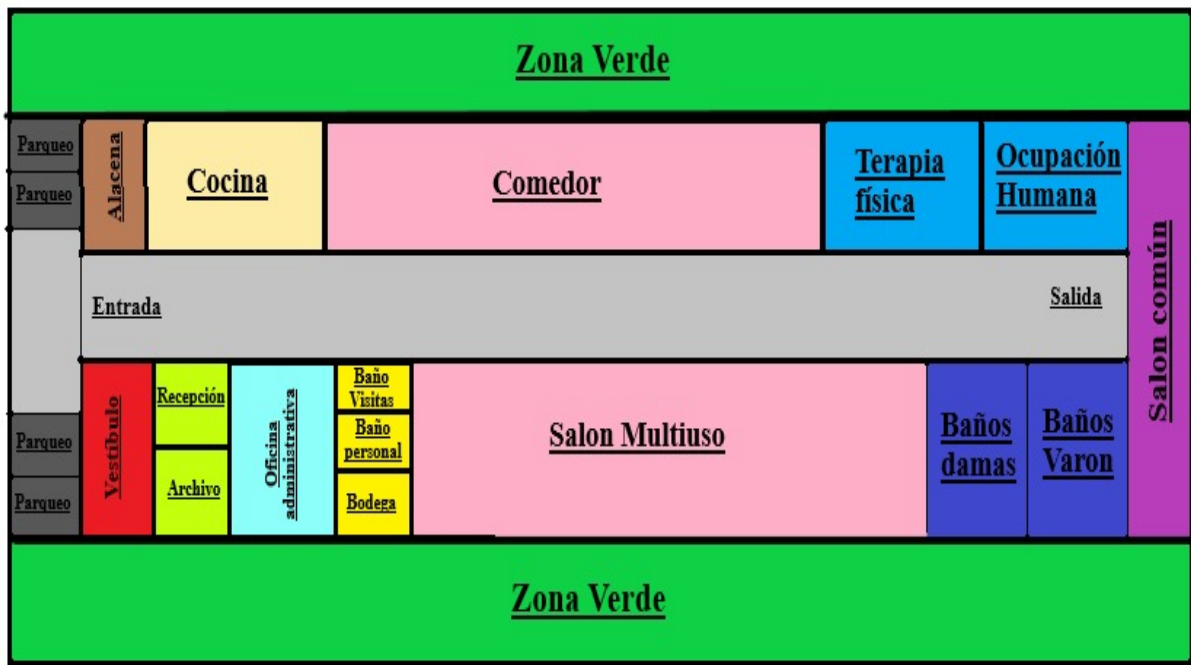 Zona Verde
Parqueo
Parqueo
Alacena
Cocina
Comedor
Terapia
física
Ocupación
Humana
Entrada
Salida
Salon común
Parqueo
Parqueo
Vestíbulo
Recepción
Archivo
Oficina
administrativa
Baño
Visitas
Baño
personal
Bodega
Salon Multiuso
Baños
damas
Baños
Varon
Zona Verde